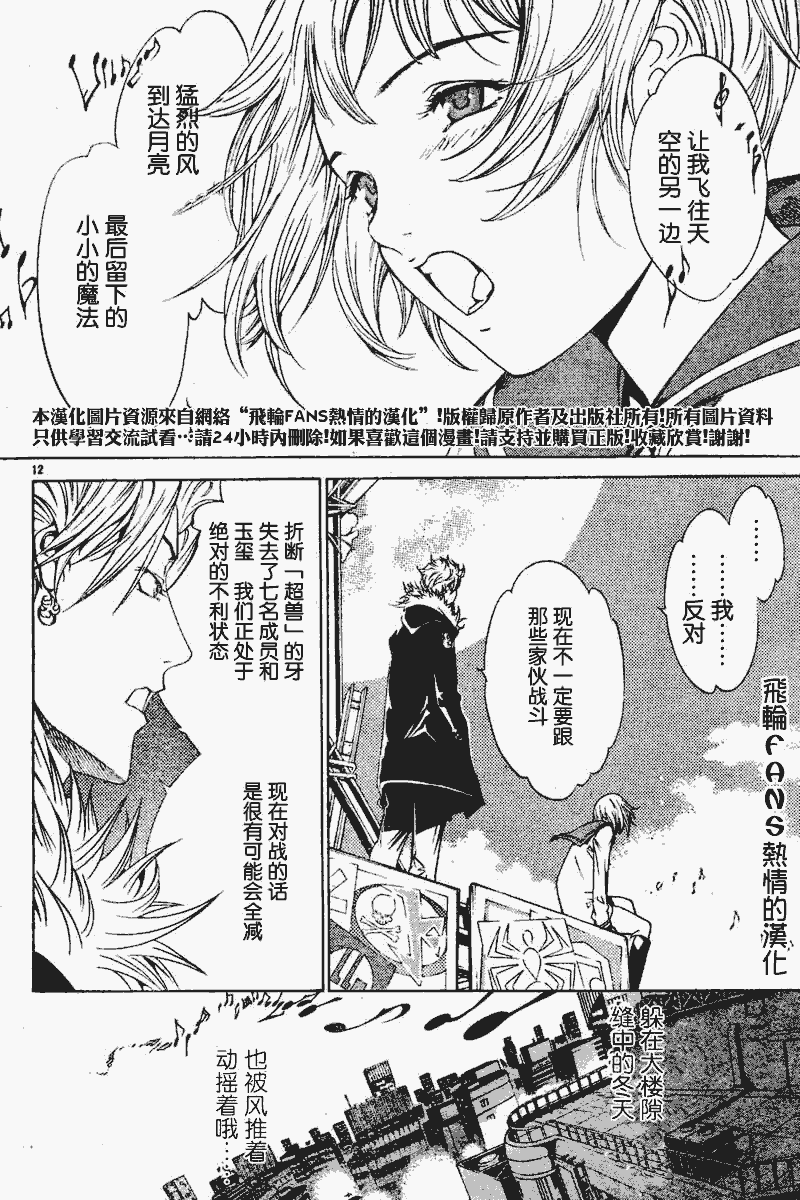 让我飞往天
空的另一边
猛烈的风
到达月亮
最后留下的
小小的魔法
本漢化圖片資源來自網絡“飛輪FANS熱情的漢化”!版權歸原作者及出版社所有!所有圖片資料
只供學習交流試看…請24小時內刪除!如果喜歡這個漫畫!請支持並購買正版!收藏欣賞!謝謝!
12
……
…我……
反对
现在不一定要跟
那些家伙战斗
飛輪FANS熱情的漢化
折断「超兽」的牙
失去了七名成员和
玉玺 我们正处于
绝对的不利状态
现在对战的话
是很有可能会全减
躲在大楼隙
缝中的冬天
也被风推着
动摇着哦……